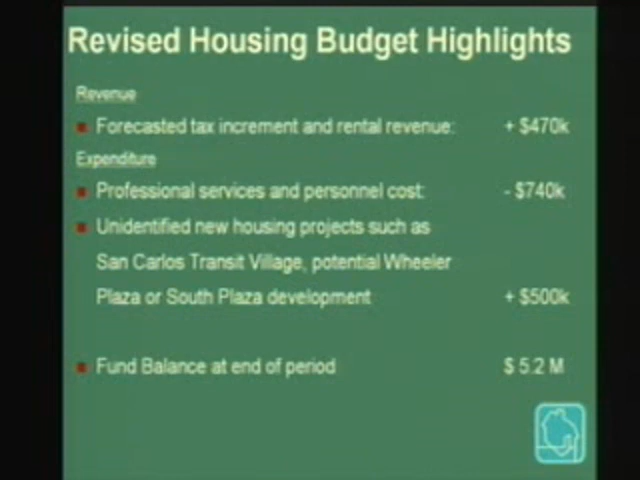 Revised Housing Budget Highlights
Revenue
Forecasted tax increment and rental revenue: + $470k
Expenditure
Professional services and personnel cost: - $740k
Unidentified new housing projects such as
San Carlos Transit Village, potential Wheeler
Plaza or South Plaza development + $500k
Fund Balance at end of period $ 5.2 M